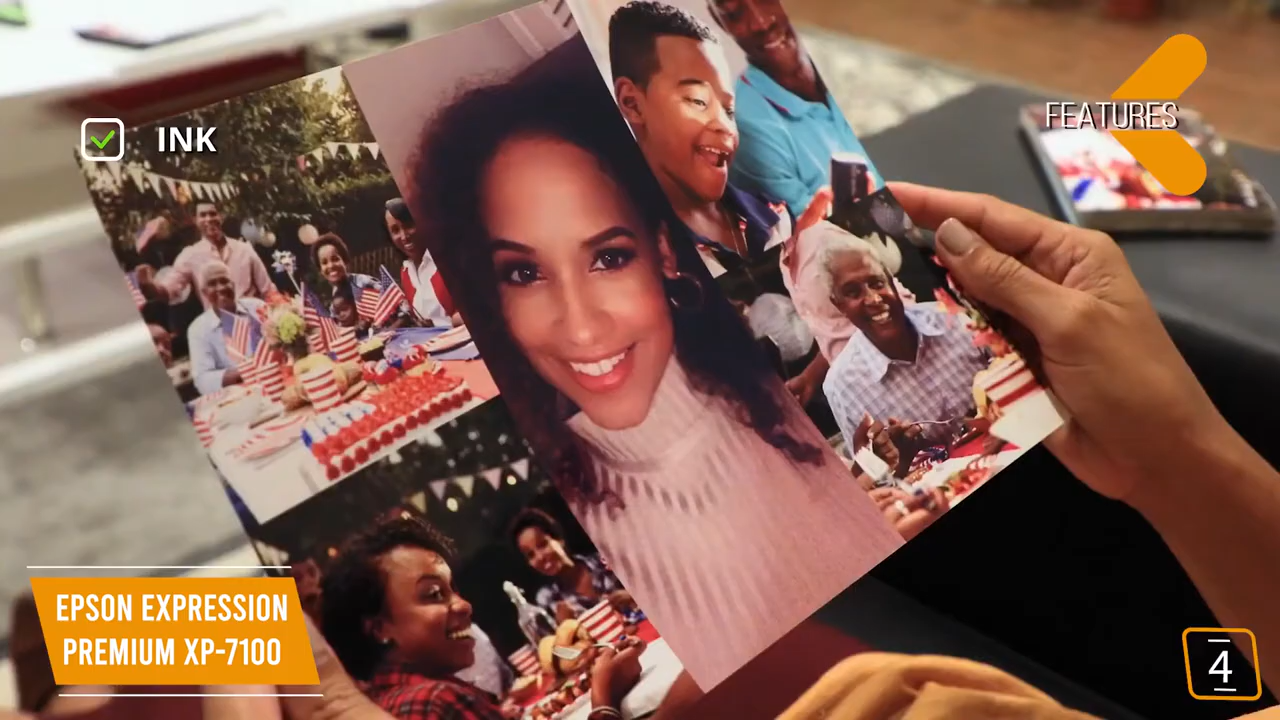 INK
FEATURES
EPSON EXPRESSION
PREMIUM XP-7100
4